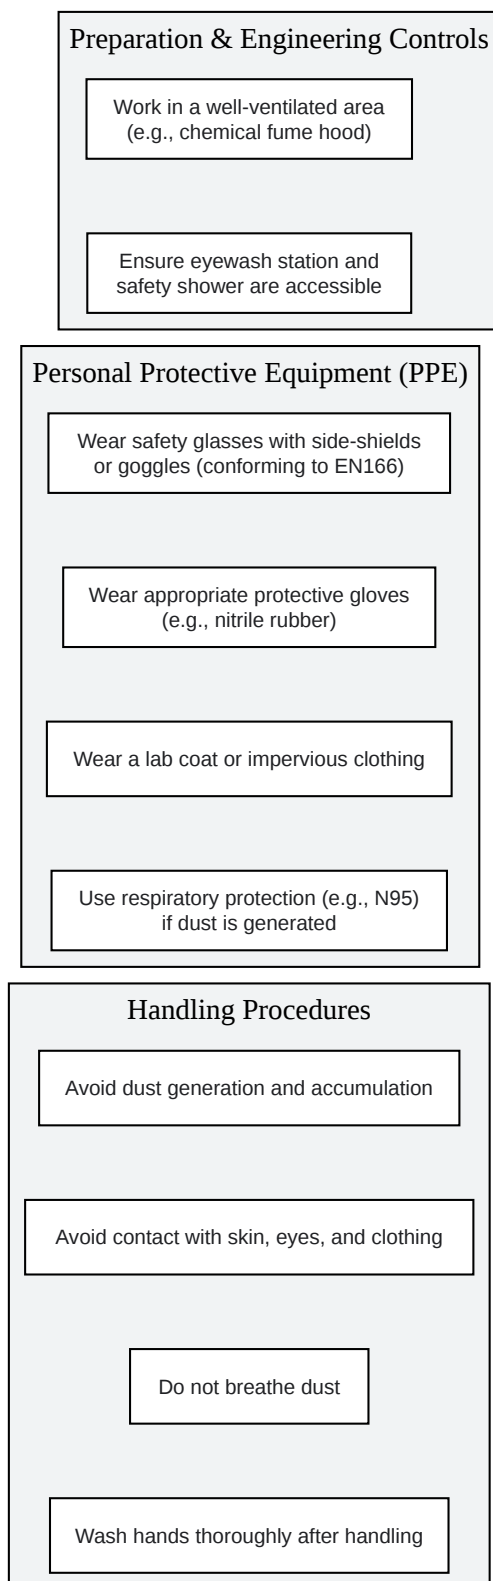 Preparation & Engineering Controls
Work in a well-ventilated area
(e.g., chemical fume hood)
Ensure eyewash station and
safety shower are accessible
Personal Protective Equipment (PPE)
Wear safety glasses with side-shields
or goggles (conforming to EN166)
Wear appropriate protective gloves
(e.g., nitrile rubber)
Wear a lab coat or impervious clothing
Use respiratory protection (e.g., N95)
if dust is generated
Handling Procedures
Avoid dust generation and accumulation
Avoid contact with skin, eyes, and clothing
Do not breathe dust
Wash hands thoroughly after handling